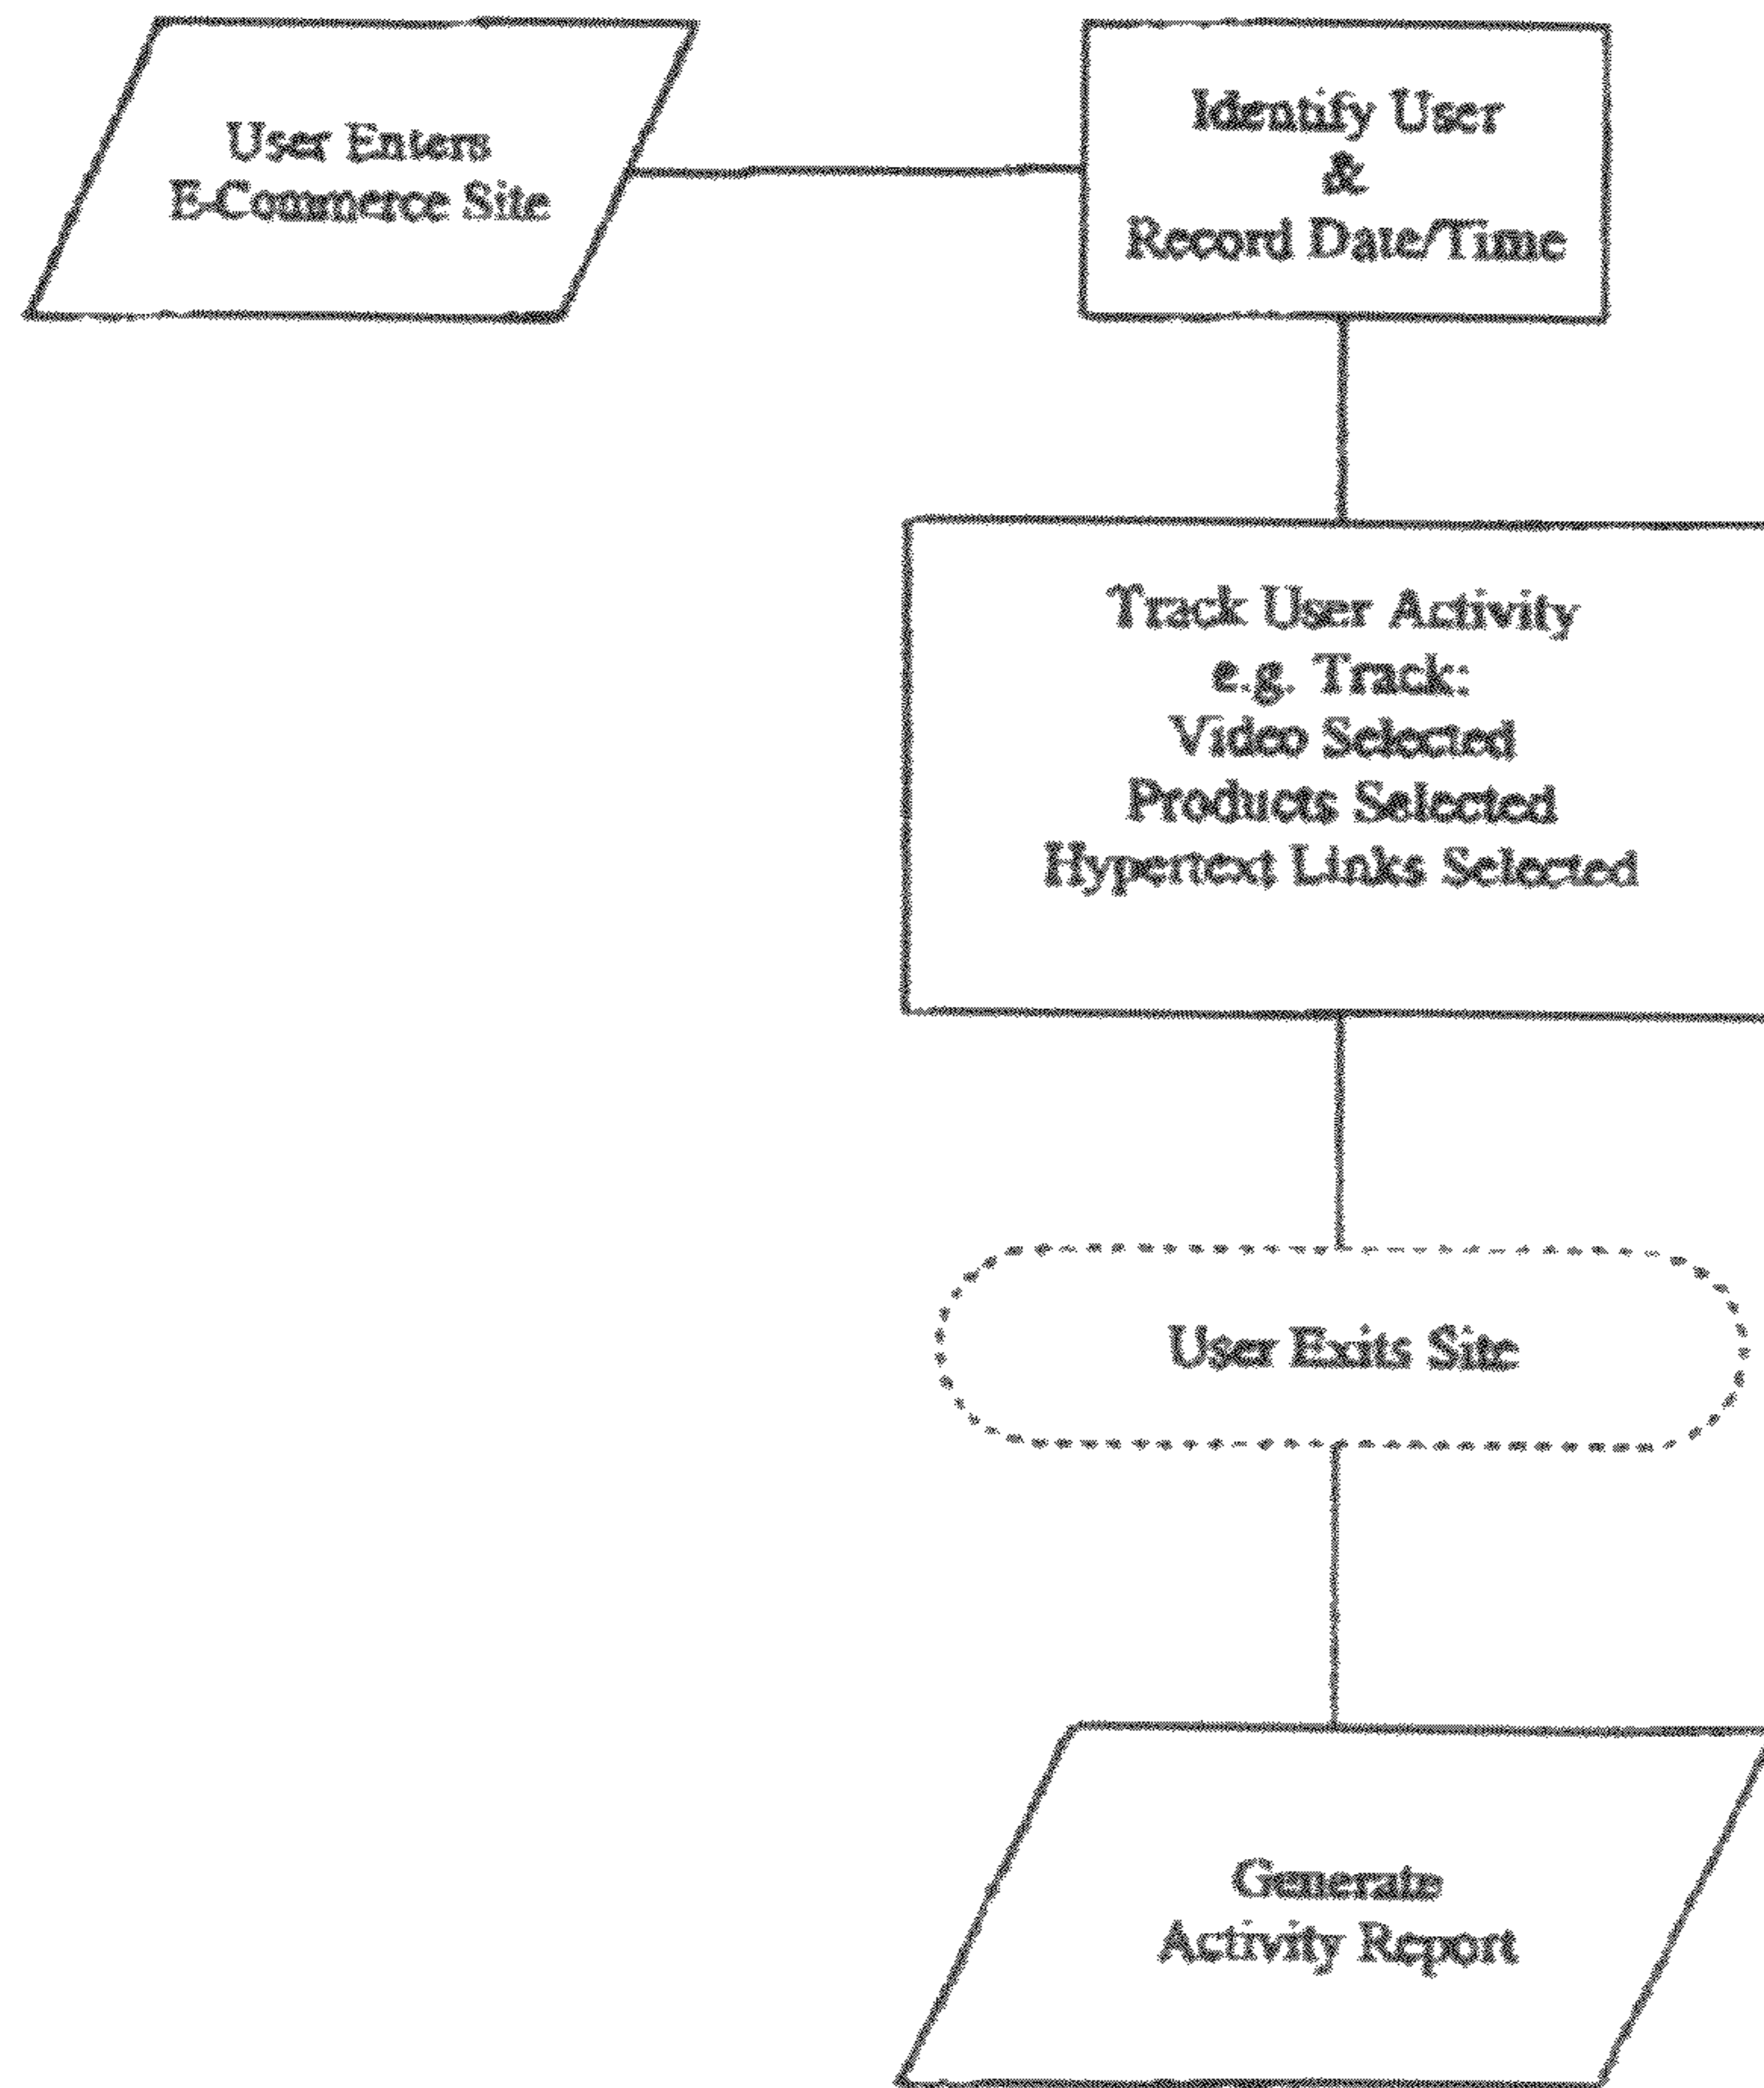 User Enters
E-Commerce Site
Identify User
&
Record Date/Time
Track User Activity
e.g. Track:
Video Selected
Products Selected
Hypertext Links Selected
User Exits Site
Generate
Activity Report